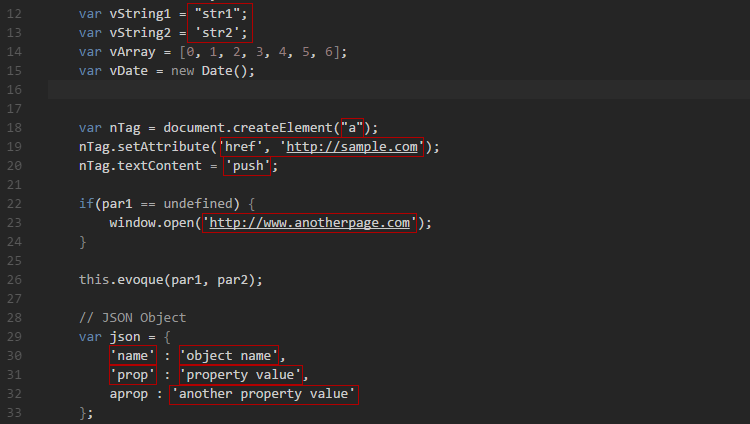 12 var vString1 = "str1";
13 var vString2 = 'str2';
14 var vArray = [0, 1, 2, 3, 4, 5, 6];
15 var vDate = new Date();
16
17
18 var nTag = document.createElement("a");
19 nTag.setAttribute('href', 'http://sample.com');
20 nTag.textContent = 'push';
21
22 if(par1 == undefined) {
23 window.open('http://www.anotherpage.com');
24 }
25
26 this.evoque(par1, par2);
27
28 // JSON Object
29 var json = {
30 'name' : 'object name',
31 'prop' : 'property value',
32 aprop : 'another property value'
33 };